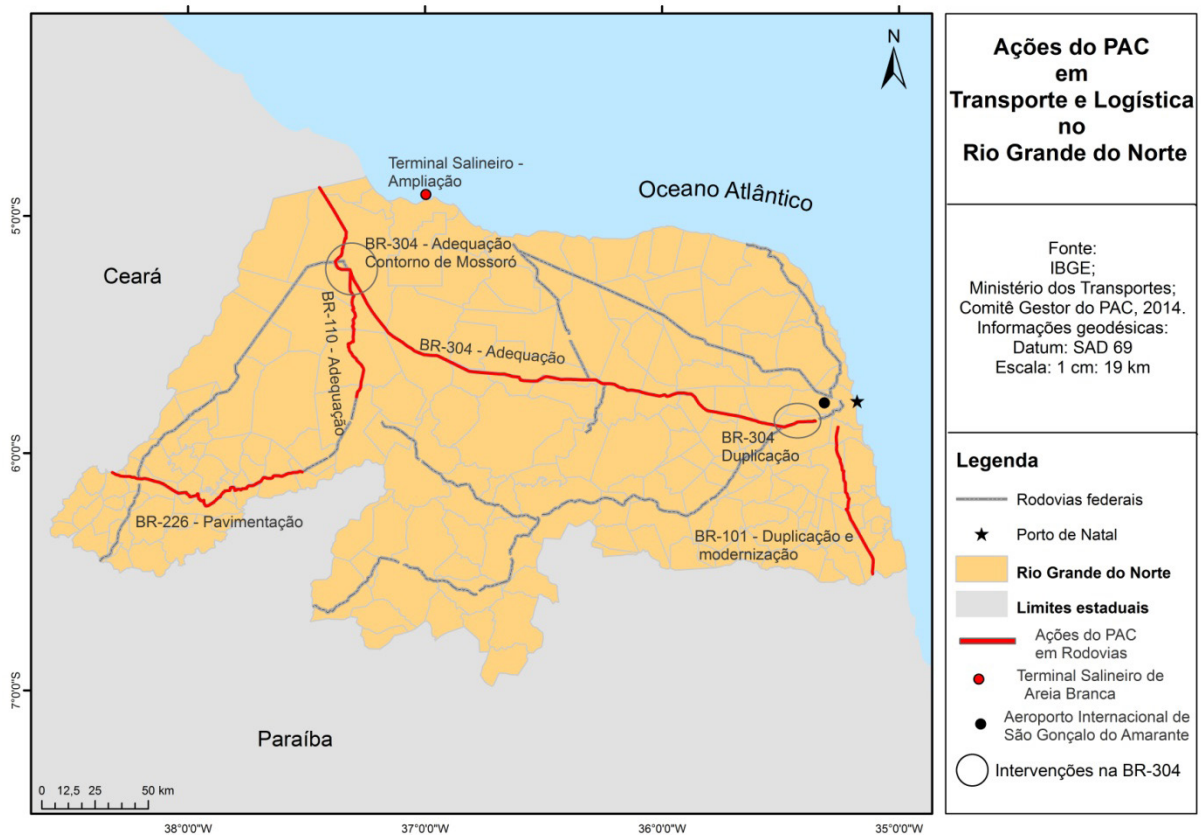 N
Terminal Salineiro -
Ampliação
Oceano Atlântico
BR-304 - Adequação
Contorno de Mossoró
Ceará
BR-110 - Adequação
BR-304 - Adequação
BR-304
Duplicação
BR-226 - Pavimentação
BR-101 - Duplicação e
modernização
Paraíba
5°0'0"S
6°0'0"S
7°0'0"S
0 12,5 25 50 km
38°0'0"W
37°0'0"W
36°0'0"W
35°0'0"W
Ações do PAC
em
Transporte e Logística
no
Rio Grande do Norte
Fonte:
IBGE;
Ministério dos Transportes;
Comitê Gestor do PAC, 2014.
Informações geodésicas:
Datum: SAD 69
Escala: 1 cm: 19 km
Legenda
Rodovias federais
Porto de Natal
Rio Grande do Norte
Limites estaduais
Ações do PAC
em Rodovias
Terminal Salineiro de
Areia Branca
Aeroporto Internacional de
São Gonçalo do Amarante
Intervenções na BR-304